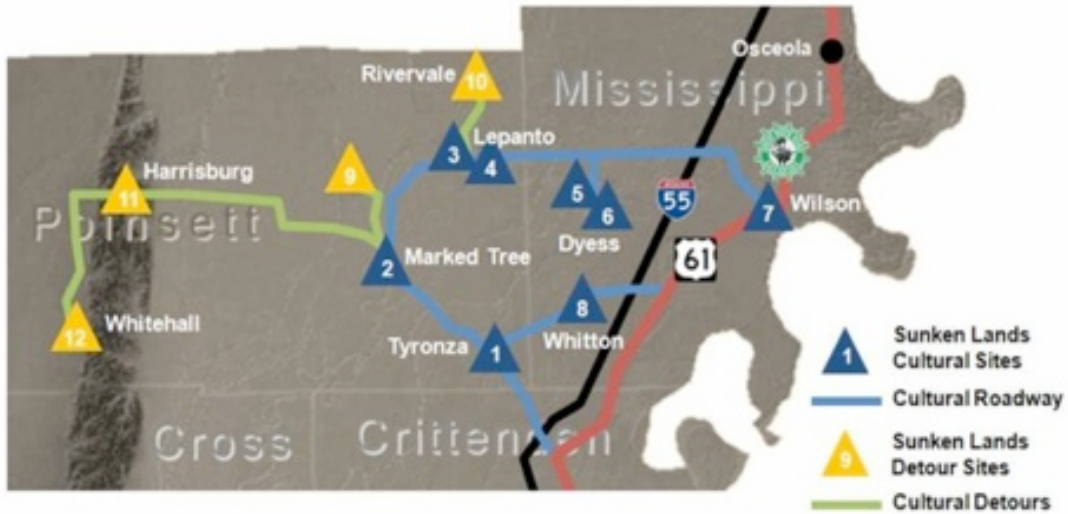 Osceola
Rivervale
10
Mississippi
Lepanto
3
4
Harrisburg
9
11
5
55
Wilson
Poinsett
6
7
Dyess
61
Marked Tree
2
8
Whitehall
12
Tyronza
Whitton
1
Sunken Lands
Cultural Sites
1
Cultural Roadway
Cross
Crittenden
Sunken Lands
Detour Sites
9
Cultural Detours